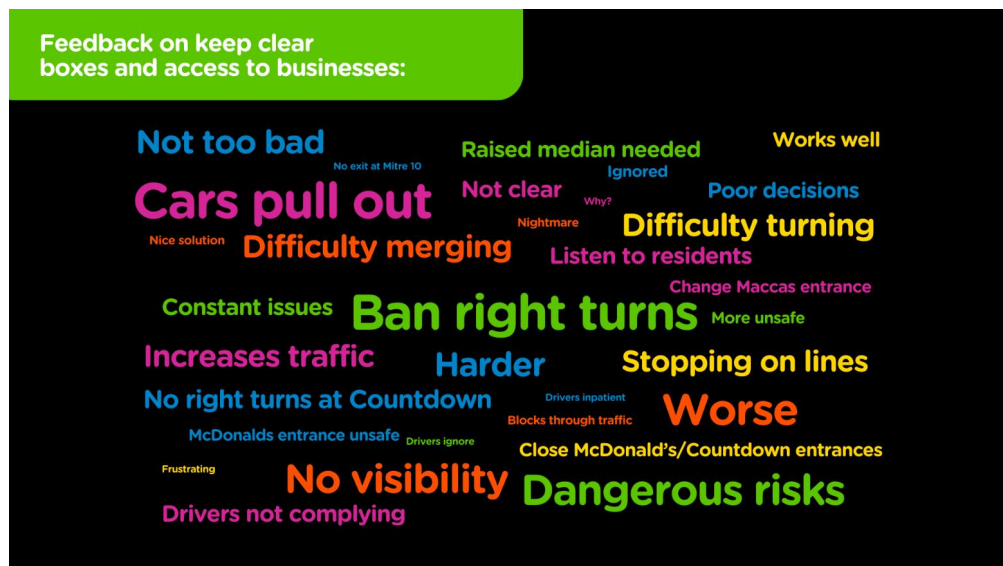 Feedback on keep clear
boxes and access to businesses:
Not too bad
Works well
Raised median needed
No exit at Mitre 10
Ignored
Cars pull out
Not clear
Poor decisions
Why?
Nightmare
Difficulty turning
Nice solution
Difficulty merging
Listen to residents
Change Maccas entrance
Constant issues
Ban right turns
More unsafe
Increases traffic
Harder
Stopping on lines
No right turns at Countdown
Drivers inpatient
Worse
Blocks through traffic
McDonalds entrance unsafe
Drivers ignore
Close McDonald's/Countdown entrances
Frustrating
No visibility
Dangerous risks
Drivers not complying